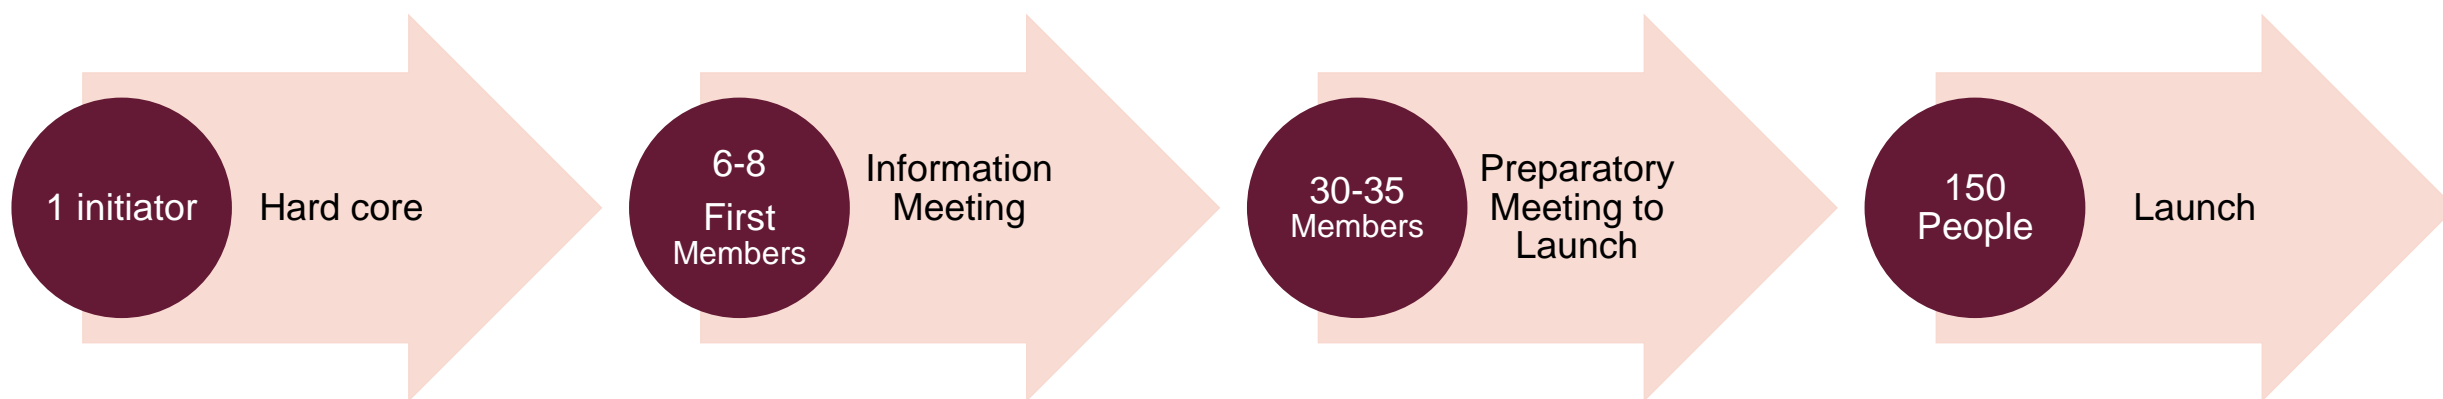 1 initiator
Hard core
6-8
First
Members
Information
Meeting
30-35
Members
Preparatory
Meeting to
Launch
150
People
Launch